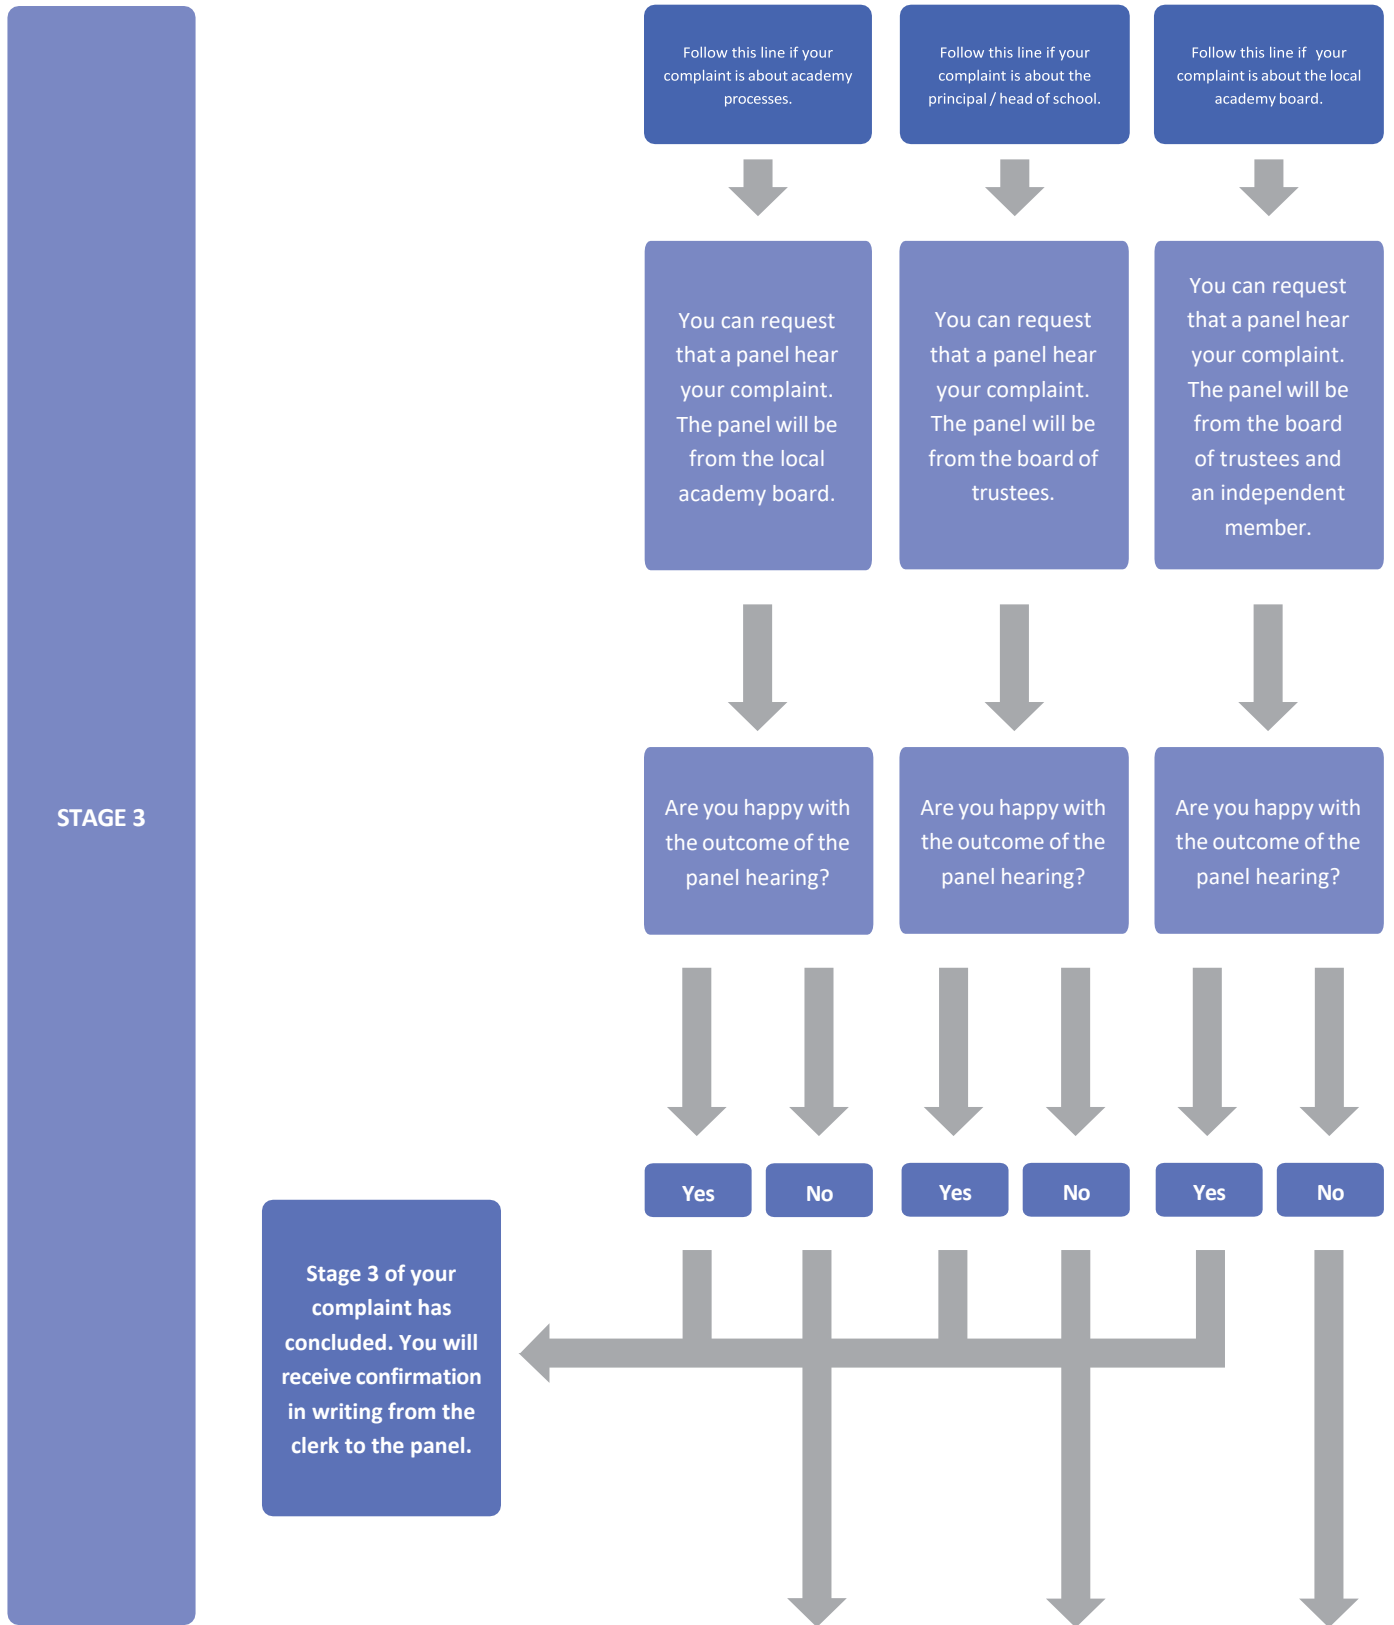 Follow this line if your
complaint is about academy
processes.
Follow this line if your
complaint is about the
principal / head of school.
Follow this line if your
complaint is about the local
academy board.
You can request
that a panel hear
your complaint.
The panel will be
from the local
academy board.
You can request
that a panel hear
your complaint.
The panel will be
from the board of
trustees.
You can request
that a panel hear
your complaint.
The panel will be
from the board
of trustees and
an independent
member.
STAGE 3
Are you happy with
the outcome of the
panel hearing?
Are you happy with
the outcome of the
panel hearing?
Are you happy with
the outcome of the
panel hearing?
Yes
No
Yes
No
Yes
No
Stage 3 of your
complaint has
concluded. You will
receive confirmation
in writing from the
clerk to the panel.